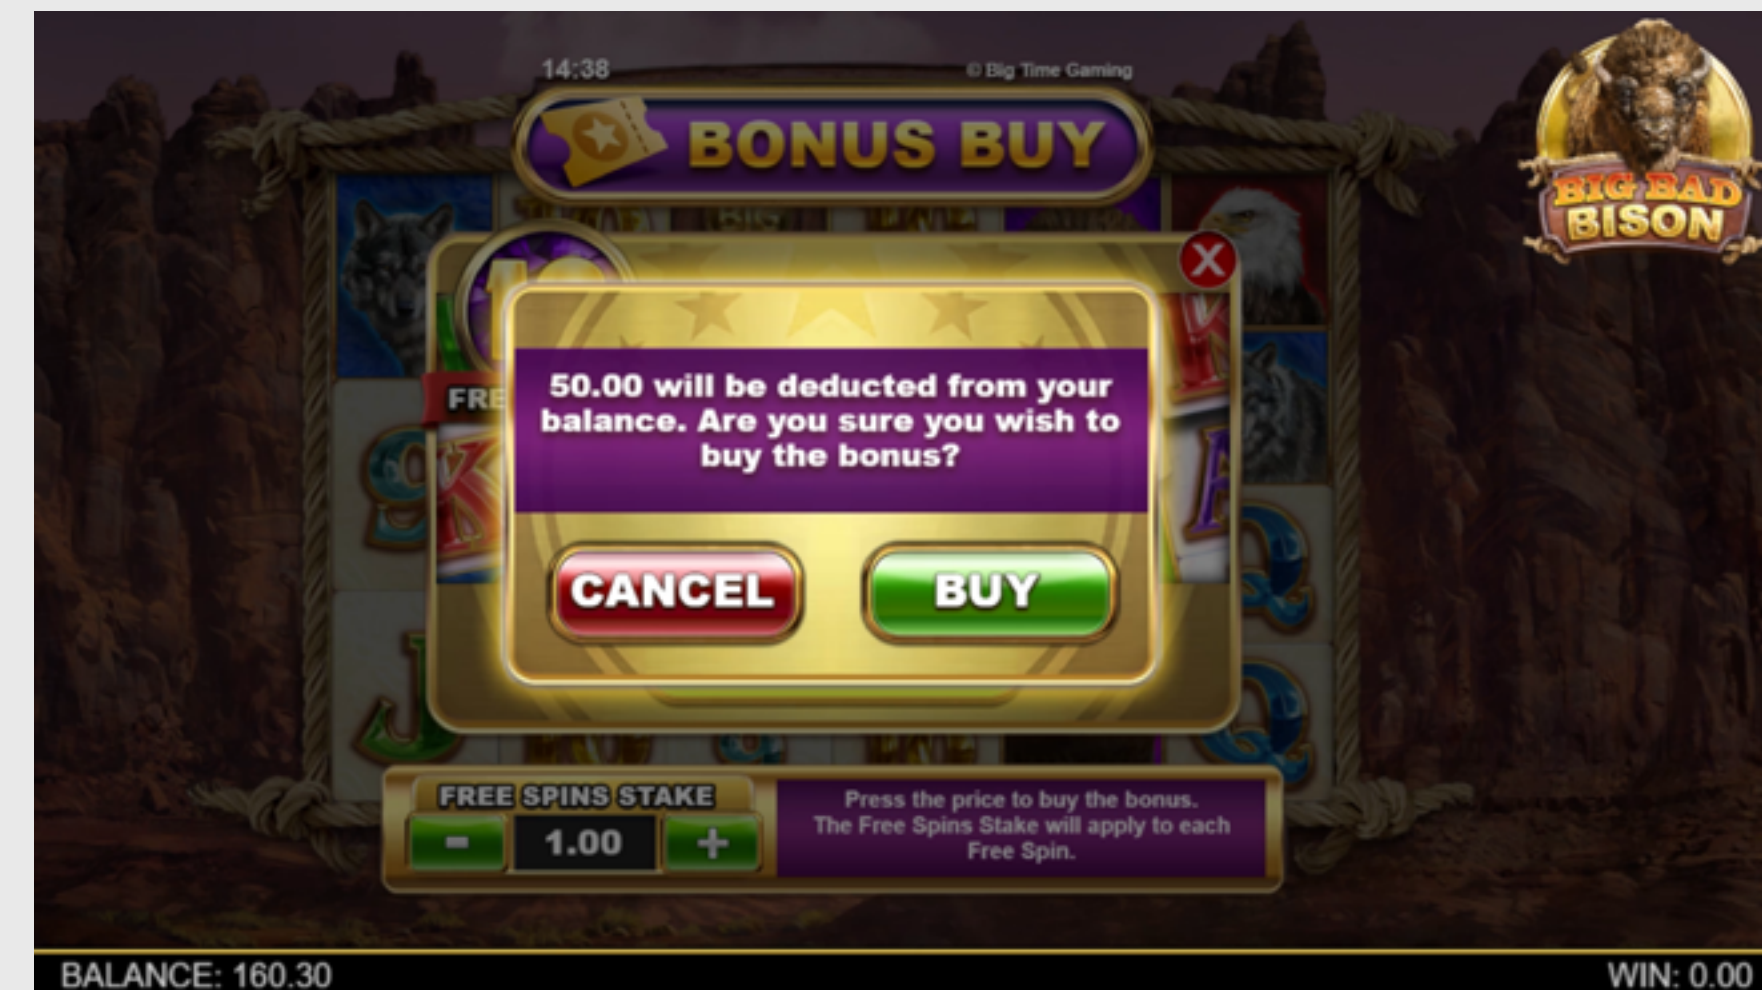 14:38
© Big Time Gaming
BONUS BUY
BIG BAD
BISON
50.00 will be deducted from your
balance. Are you sure you wish to
buy the bonus?
CANCEL
BUY
FREE SPINS STAKE
-
1.00
+
Press the price to buy the bonus.
The Free Spins Stake will apply to each
Free Spin.
BALANCE: 160.30
WIN: 0.00